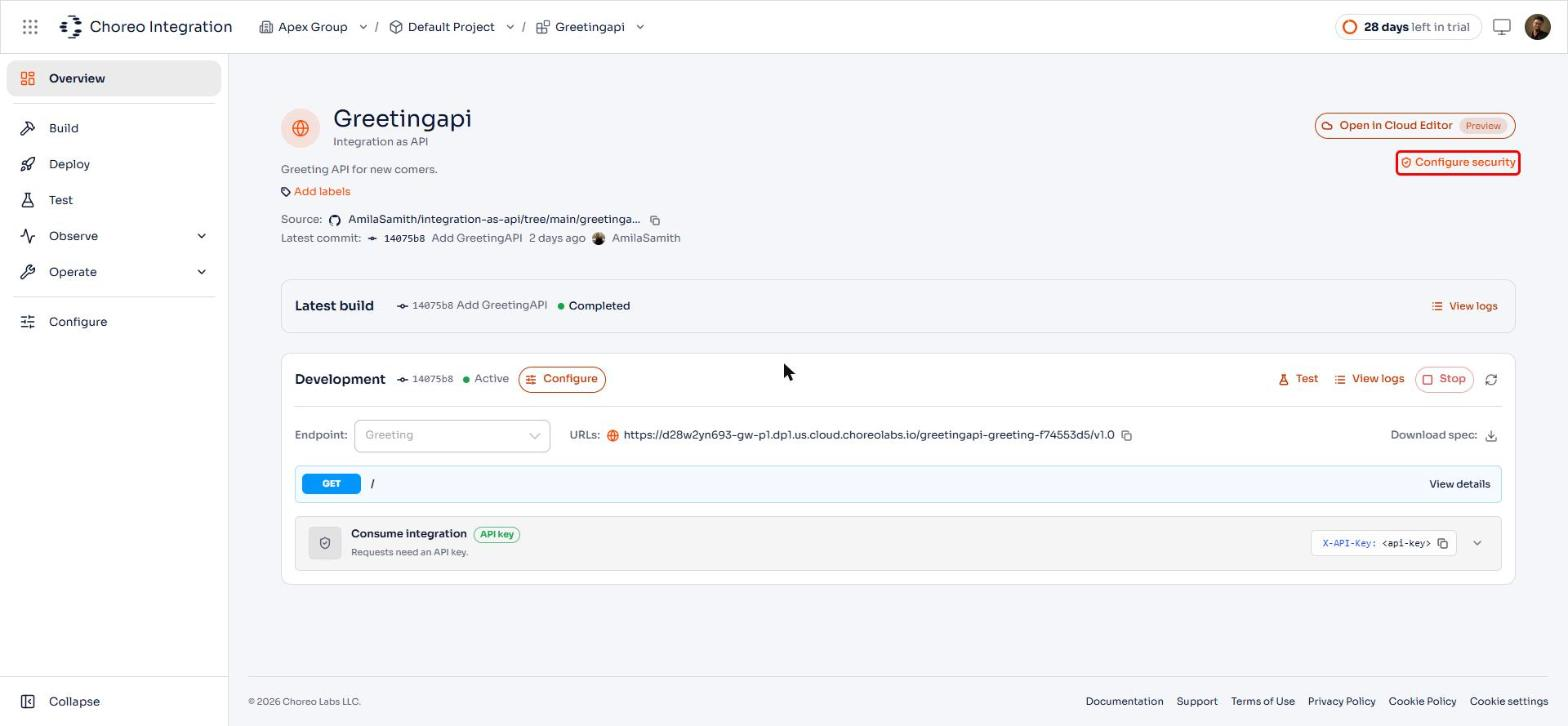 Choreo Integration Apex Group / Default Project / Greetingapi 28 days left in trial
Overview
Build
Deploy
Test
Observe
Operate
Configure
Collapse
Greetingapi
Integration as API
Open in Cloud Editor Preview
Configure security
Greeting API for new comers.
Add labels
Source: AmilaSamith/integration-as-api/tree/main/greetinga...
Latest commit: 14075b8 Add GreetingAPI 2 days ago AmilaSamith
Latest build 14075b8 Add GreetingAPI Completed View logs
Development 14075b8 Active Configure Test View logs Stop
Endpoint: Greeting URLs: https://d28w2yn693-gw-p1.dp1.us.cloud.choreolabs.io/greetingapi-greeting-f74553d5/v1.0 Download spec:
GET / View details
Consume integration API key
Requests need an API key.
X-API-Key: <api-key>
© 2026 Choreo Labs LLC. Documentation Support Terms of Use Privacy Policy Cookie Policy Cookie settings